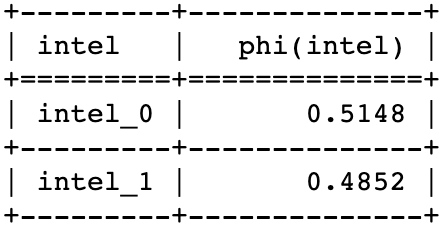 +---------+--------------+
| intel   |   phi(intel) |
+=========+==============+
| intel_0 |       0.5148 |
+---------+--------------+
| intel_1 |       0.4852 |
+---------+--------------+